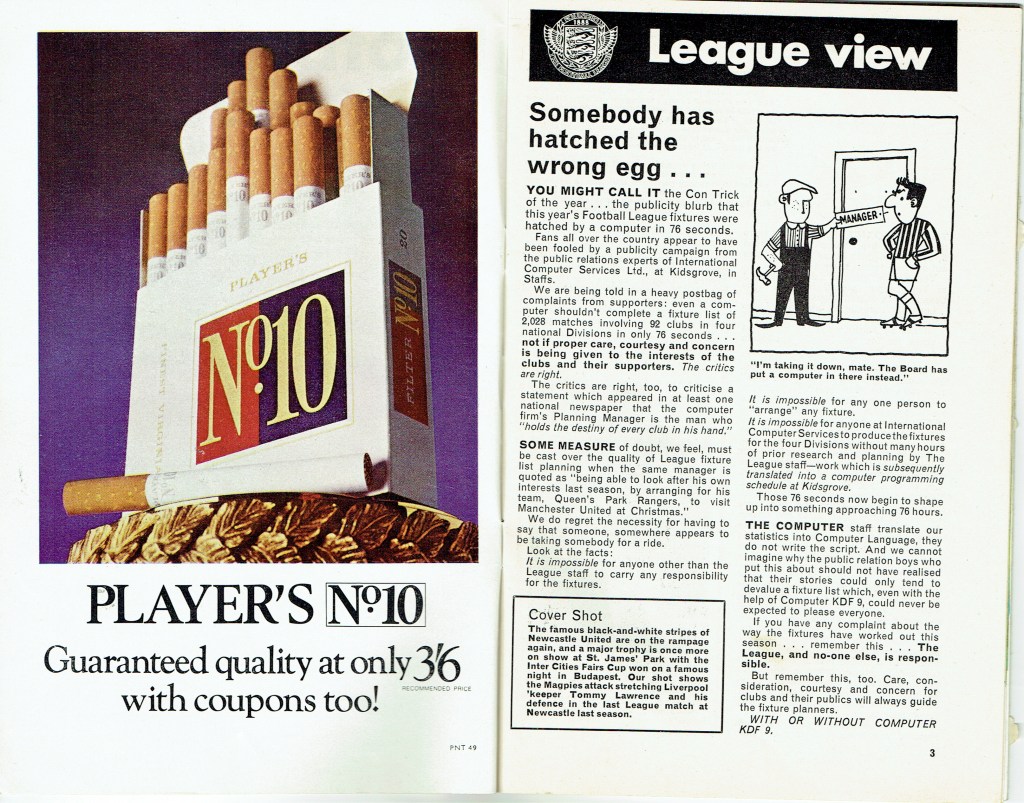 PLAYER'S
No.10
FILTER No10
20
PLAYER'S No.10
Guaranteed quality at only 3'6
RECOMMENDED PRICE
with coupons too!
PNT 49
1888
League view
Somebody has
hatched the
wrong egg . . .
YOU MIGHT CALL IT the Con Trick
of the year . . . the publicity blurb that
this year's Football League fixtures were
hatched by a computer in 76 seconds.
Fans all over the country appear to have
been fooled by a publicity campaign from
the public relations experts of International
Computer Services Ltd., at Kidsgrove, in
Staffs.
We are being told in a heavy postbag of
complaints from supporters: even a com-
puter shouldn't complete a fixture list of
2,028 matches involving 92 clubs in four
national Divisions in only 76 seconds . . .
not if proper care, courtesy and concern
is being given to the interests of the
clubs and their supporters. The critics
are right.
The critics are right, too, to criticise a
statement which appeared in at least one
national newspaper that the computer
firm's Planning Manager is the man who
"holds the destiny of every club in his hand."
SOME MEASURE of doubt, we feel, must
be cast over the quality of League fixture
list planning when the same manager is
quoted as "being able to look after his own
interests last season, by arranging for his
team, Queen's Park Rangers, to visit
Manchester United at Christmas."
We do regret the necessity for having to
say that someone, somewhere appears to
be taking somebody for a ride.
Look at the facts:
It is impossible for anyone other than the
League staff to carry any responsibility
for the fixtures.
Cover Shot
The famous black-and-white stripes of
Newcastle United are on the rampage
again, and a major trophy is once more
on show at St. James' Park with the
Inter Cities Fairs Cup won on a famous
night in Budapest. Our shot shows
the Magpies attack stretching Liverpool
'keeper Tommy Lawrence and his
defence in the last League match at
Newcastle last season.
MANAGER
"I'm taking it down, mate. The Board has
put a computer in there instead."
It is impossible for any one person to
"arrange" any fixture.
It is impossible for anyone at International
Computer Services to produce the fixtures
for the four Divisions without many hours
of prior research and planning by The
League staff—work which is subsequently
translated into a computer programming
schedule at Kidsgrove.
Those 76 seconds now begin to shape
up into something approaching 76 hours.
THE COMPUTER staff translate our
statistics into Computer Language, they
do not write the script. And we cannot
imagine why the public relation boys who
put this about should not have realised
that their stories could only tend to
devalue a fixture list which, even with the
help of Computer KDF 9, could never be
expected to please everyone.
If you have any complaint about the
way the fixtures have worked out this
season . . . remember this . . . The
League, and no-one else, is respon-
sible.
But remember this, too. Care, con-
sideration, courtesy and concern for
clubs and their publics will always guide
the fixture planners.
WITH OR WITHOUT COMPUTER
KDF 9.
3